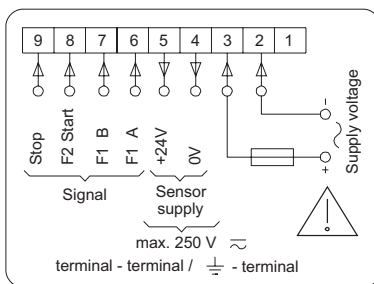 9 8 7 6 5 4 3 2 1
Stop
F2 Start
F1 B
F1 A
+24V
0V
-
+
Supply voltage
Signal
Sensor
supply
max. 250 V
terminal - terminal / - terminal